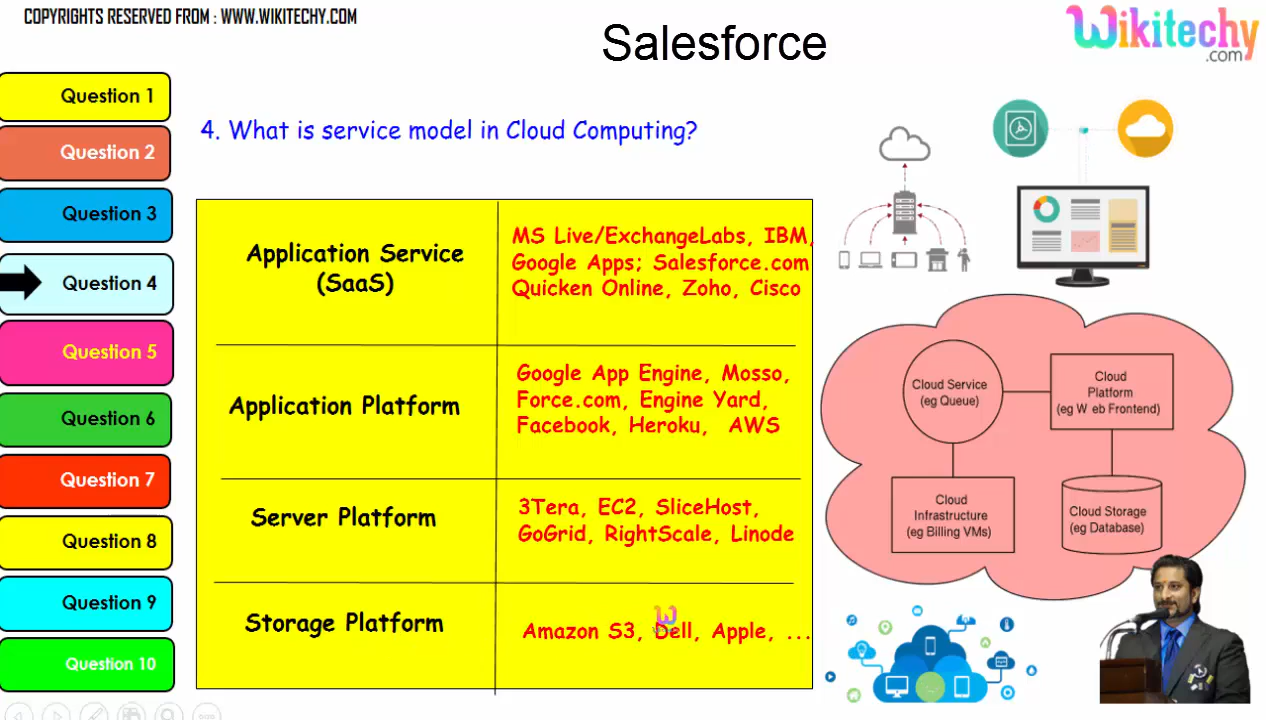 COPYRIGHTS RESERVED FROM : WWW.WIKITECHY.COM
Salesforce
Wikitechy
.com
Question 1
Question 2
Question 3
Question 4
Question 5
Question 6
Question 7
Question 8
Question 9
Question 10
4. What is service model in Cloud Computing?
Application Service
(SaaS)
MS Live/ExchangeLabs, IBM,
Google Apps; Salesforce.com
Quicken Online, Zoho, Cisco
Application Platform
Google App Engine, Mosso,
Force.com, Engine Yard,
Facebook, Heroku, AWS
Server Platform
3Tera, EC2, SliceHost,
GoGrid, RightScale, Linode
Storage Platform
Amazon S3, Dell, Apple, ...
Cloud Service
(eg Queue)
Cloud
Platform
(eg W eb Frontend)
Cloud
Infrastructure
(eg Billing VMs)
Cloud Storage
(eg Database)